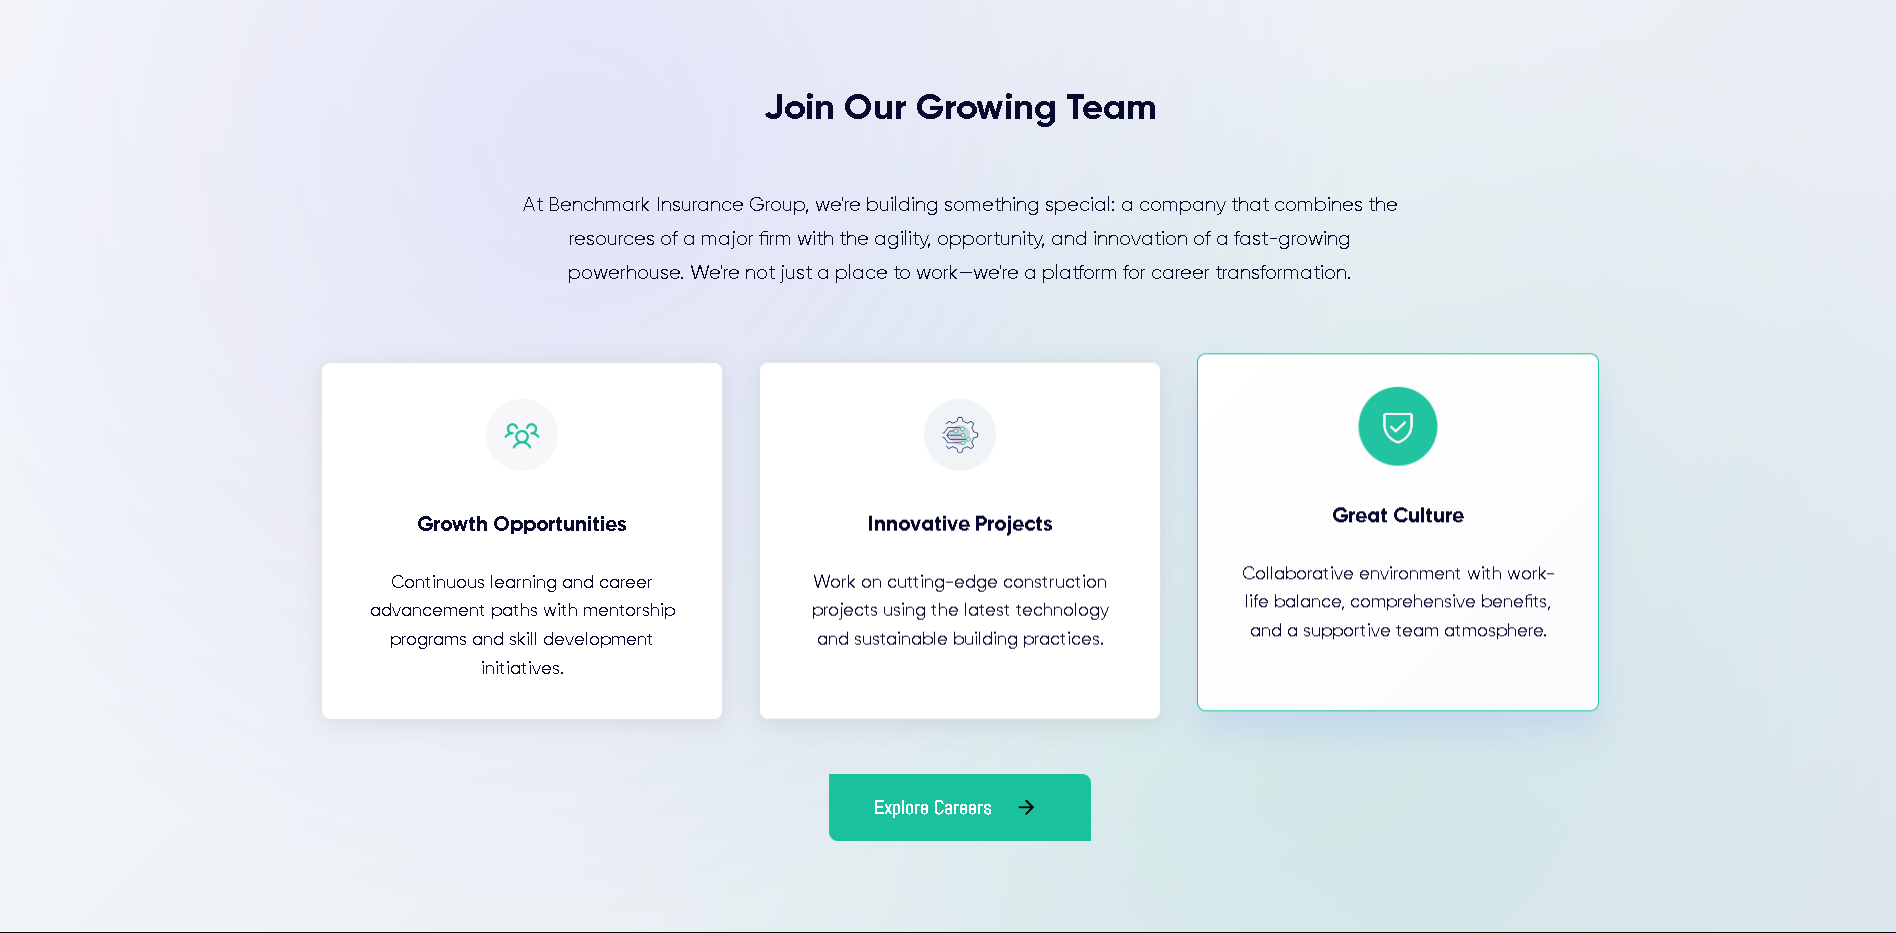 Join Our Growing Team
At Benchmark Insurance Group, we're building something special: a company that combines the
resources of a major firm with the agility, opportunity, and innovation of a fast-growing
powerhouse. We're not just a place to work—we're a platform for career transformation.
Growth Opportunities
Continuous learning and career
advancement paths with mentorship
programs and skill development
initiatives.
Innovative Projects
Work on cutting-edge construction
projects using the latest technology
and sustainable building practices.
Great Culture
Collaborative environment with work-
life balance, comprehensive benefits,
and a supportive team atmosphere.
Explore Careers